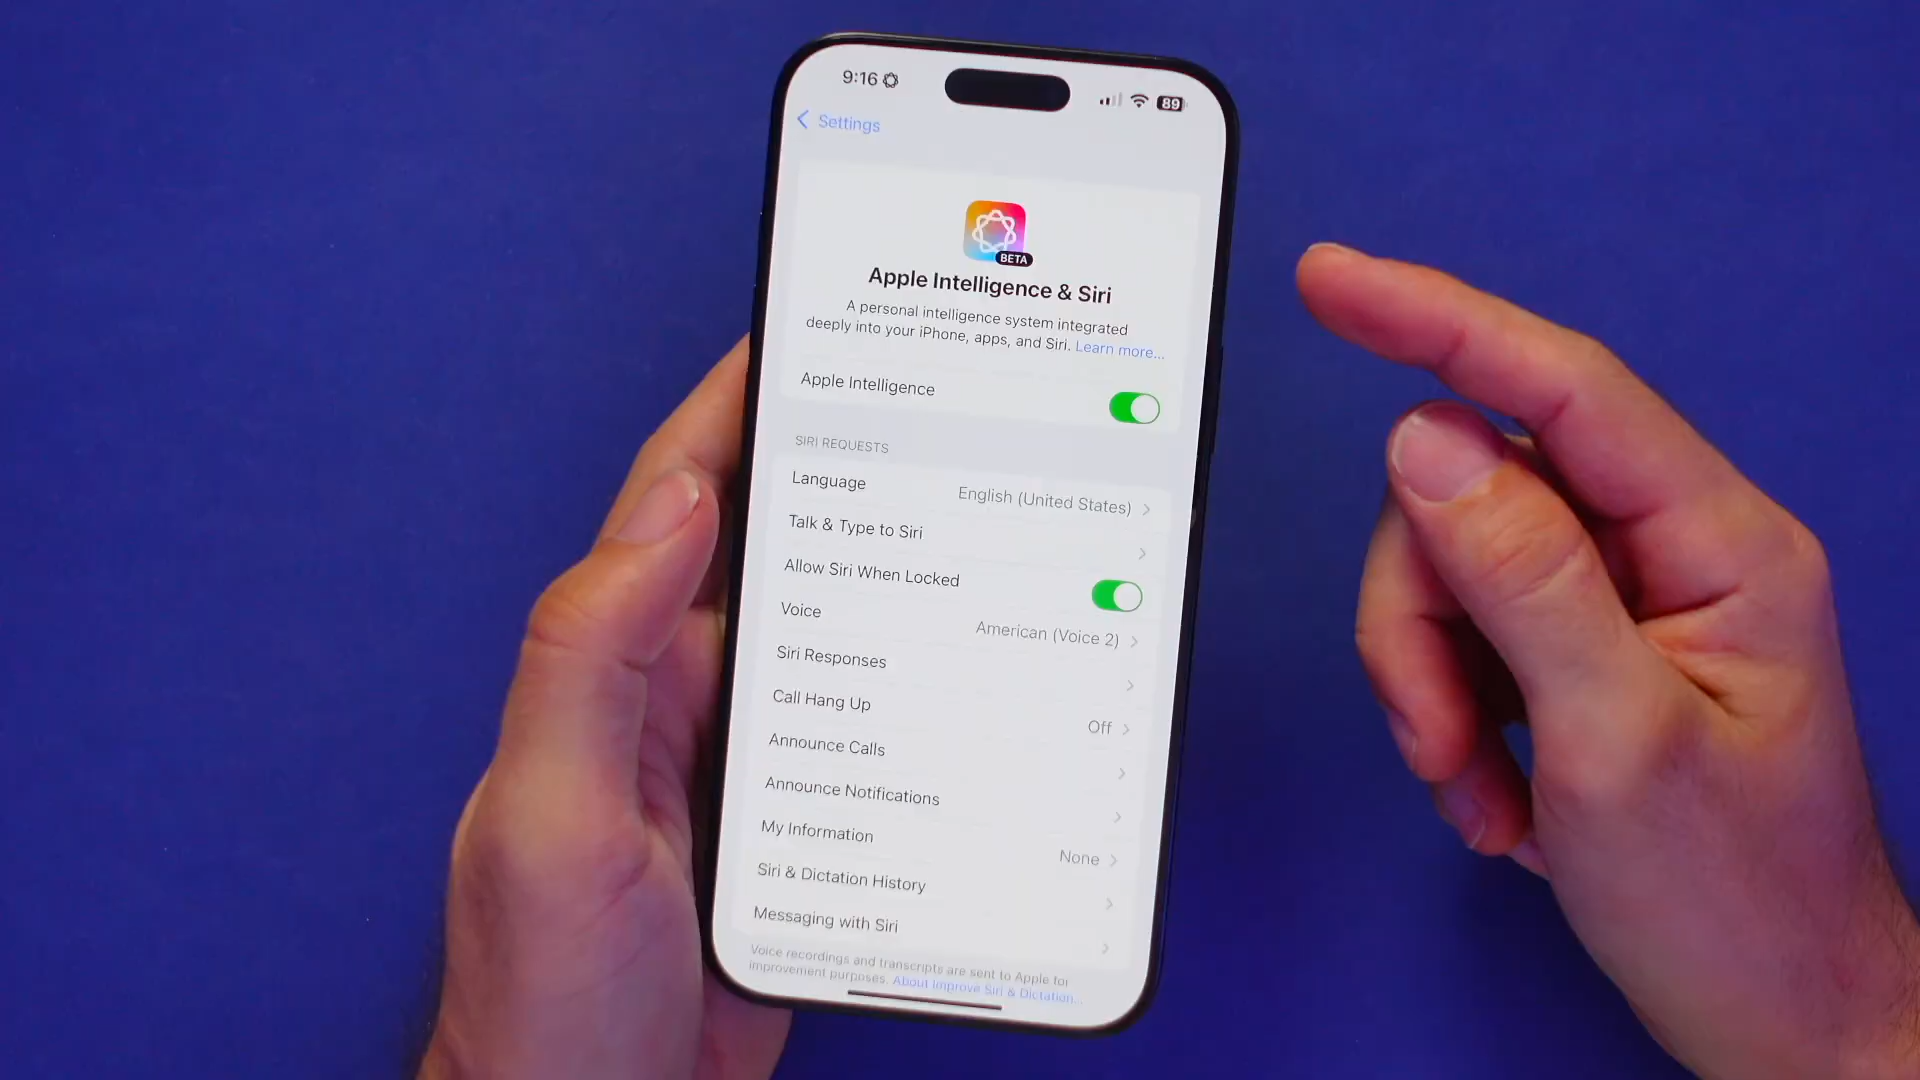 9:16
89
Settings
BETA
Apple Intelligence & Siri
A personal intelligence system integrated
deeply into your iPhone, apps, and Siri. Learn more...
Apple Intelligence
SIRI REQUESTS
Language English (United States)
Talk & Type to Siri
Allow Siri When Locked
Voice American (Voice 2)
Siri Responses
Call Hang Up Off
Announce Calls
Announce Notifications
My Information None
Siri & Dictation History
Messaging with Siri
Voice recordings and transcripts are sent to Apple for
improvement purposes. About Improve Siri & Dictation...